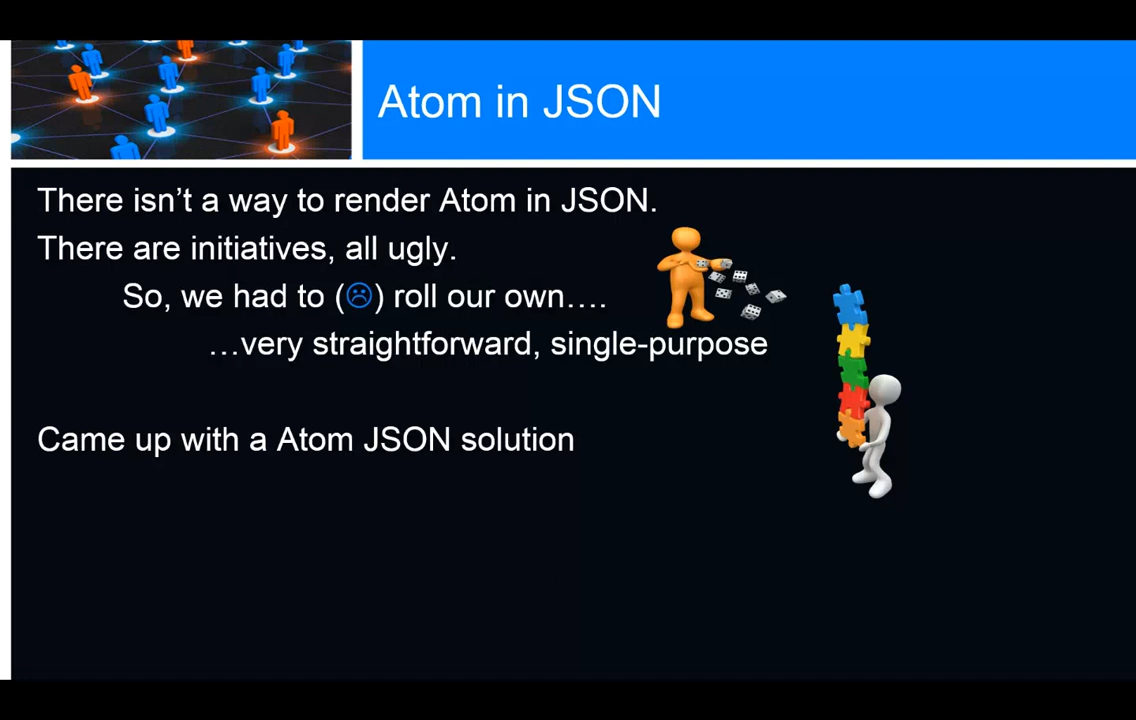 Atom in JSON
There isn’t a way to render Atom in JSON.
There are initiatives, all ugly.
So, we had to (☹) roll our own….
…very straightforward, single-purpose
Came up with a Atom JSON solution